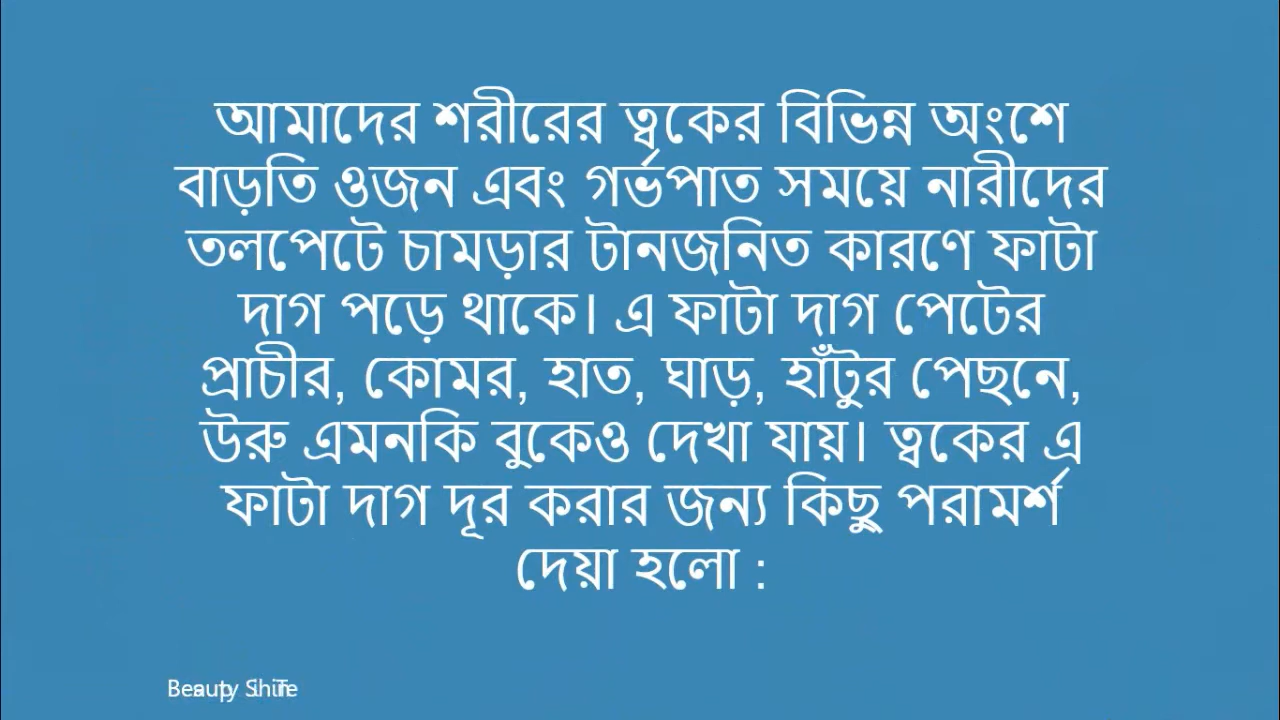 আমাদের শরীরের ত্বকের বিভিন্ন অংশে
বাড়তি ওজন এবং গর্ভপাত সময়ে নারীদের
তলপেটে চামড়ার টানজনিত কারণে ফাটা
দাগ পড়ে থাকে। এ ফাটা দাগ পেটের
প্রাচীর, কোমর, হাত, ঘাড়, হাঁটুর পেছনে,
উরু এমনকি বুকেও দেখা যায়। ত্বকের এ
ফাটা দাগ দূর করার জন্য কিছু পরামর্শ
দেয়া হলো :
Beauty